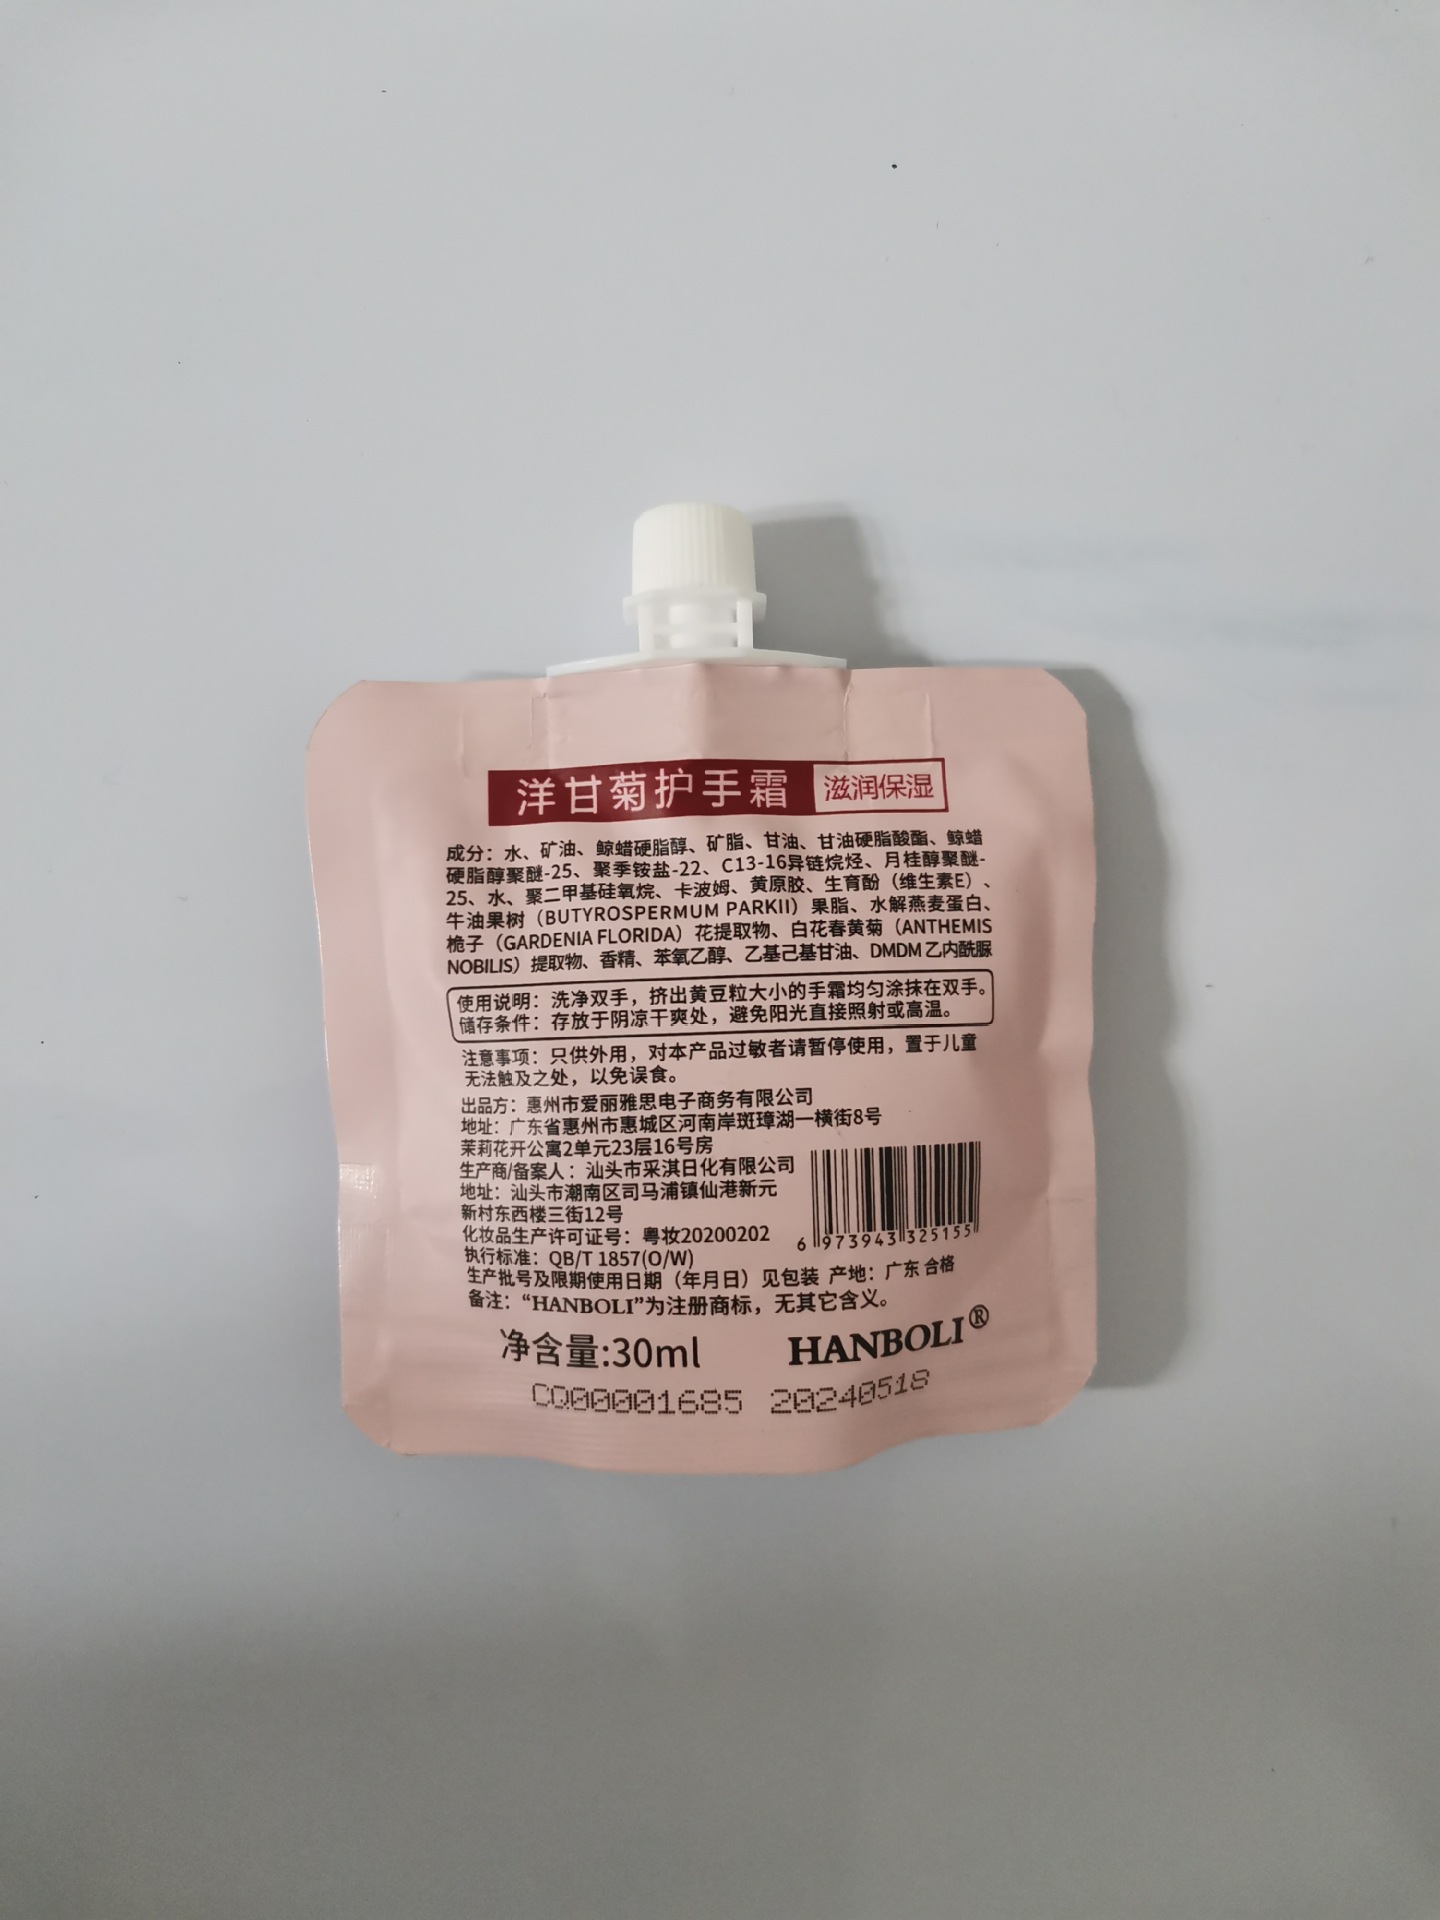 洋甘菊护手霜 滋润保湿
成分：水、矿油、鲸蜡硬脂醇、矿脂、甘油、甘油硬脂酸酯、鲸蜡
硬脂醇聚醚-25、聚季铵盐-22、C13-16异链烷烃、月桂醇聚醚-
25、水、聚二甲基硅氧烷、卡波姆、黄原胶、生育酚（维生素E）、
牛油果树（BUTYROSPERMUM PARKII）果脂、水解燕麦蛋白、
桅子（GARDENIA FLORIDA）花提取物、白花春黄菊（ANTHEMIS
NOBILIS）提取物、香精、苯氧乙醇、乙基己基甘油、DMDM 乙内酰脲
使用说明：洗净双手，挤出黄豆粒大小的手霜均匀涂抹在双手。
储存条件：存放于阴凉干爽处，避免阳光直接照射或高温。
注意事项：只供外用，对本产品过敏者请暂停使用，置于儿童
无法触及之处，以免误食。
出品方：惠州市爱丽雅思电子商务有限公司
地址：广东省惠州市惠城区河南岸斑璋湖一横街8号
茉莉花开公寓2单元23层16号房
生产商/备案人：汕头市采淇日化有限公司
地址：汕头市潮南区司马浦镇仙港新元
新村东西楼三街12号
化妆品生产许可证号：粤妆20200202
执行标准：QB/T 1857(O/W)
生产批号及限期使用日期（年月日）见包装 产地：广东 合格
备注：“HANBOLI”为注册商标，无其它含义。
6 973943 325155
净含量:30ml HANBOLI®
CQ00001685 20240518